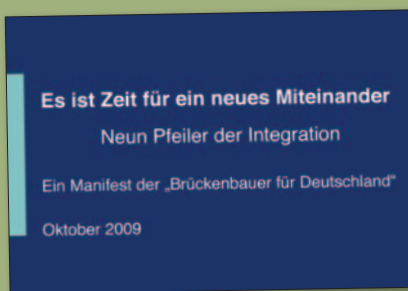 Es ist Zeit für ein neues Miteinander
Neun Pfeiler der Integration
Ein Manifest der „Brückenbauer für Deutschland“
Oktober 2009